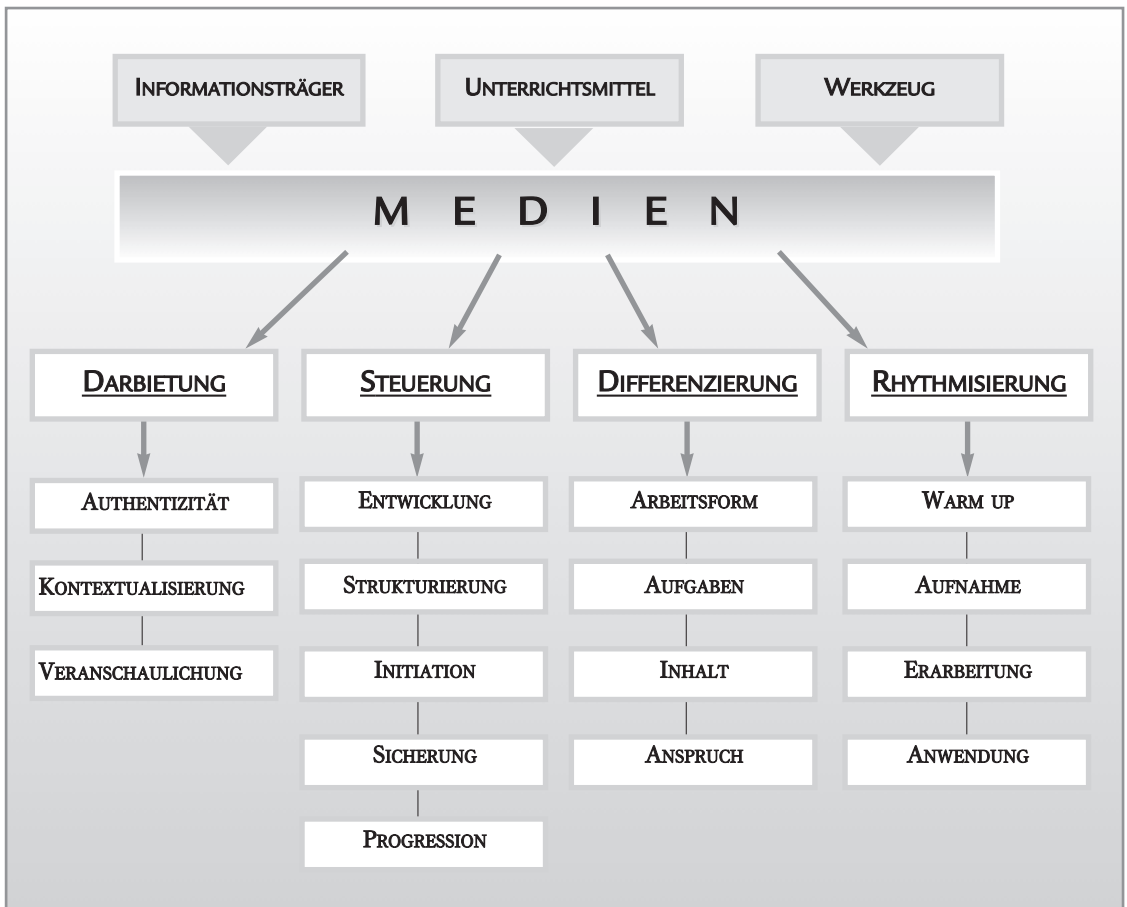 INFORMATIONSTRÄGER
UNTERRICHTSMITTEL
WERKZEUG
MEDIEN
DARBIETUNG
STEUERUNG
DIFFERENZIERUNG
RHYTHMISIERUNG
AUTHENTIZITÄT
ENTWICKLUNG
ARBEITSFORM
WARM UP
KONTEXTUALISIERUNG
STRUKTURIERUNG
AUFGABEN
AUFNAHME
VERANSCHAULICHUNG
INITIATION
INHALT
ERARBEITUNG
SICHERUNG
ANSPRUCH
ANWENDUNG
PROGRESSION